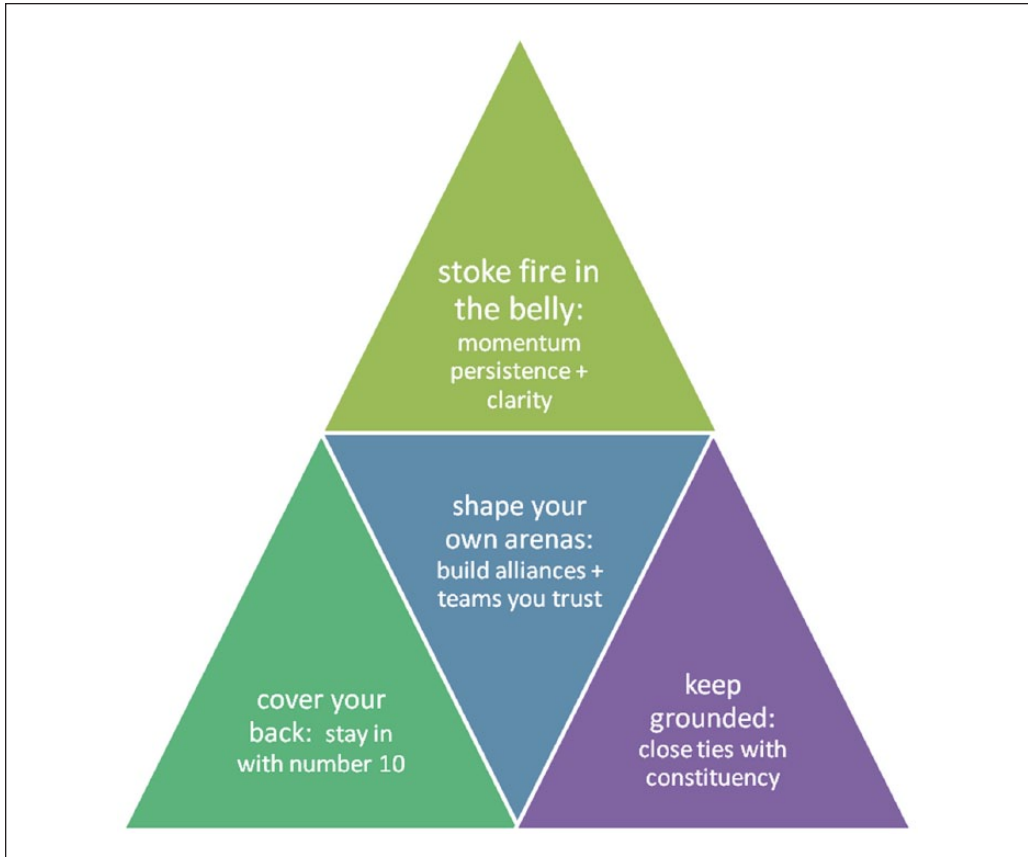 stoke fire in
the belly:
momentum
persistence +
clarity
shape your
own arenas:
build alliances +
teams you trust
cover your
back: stay in
with number 10
keep
grounded:
close ties with
constituency